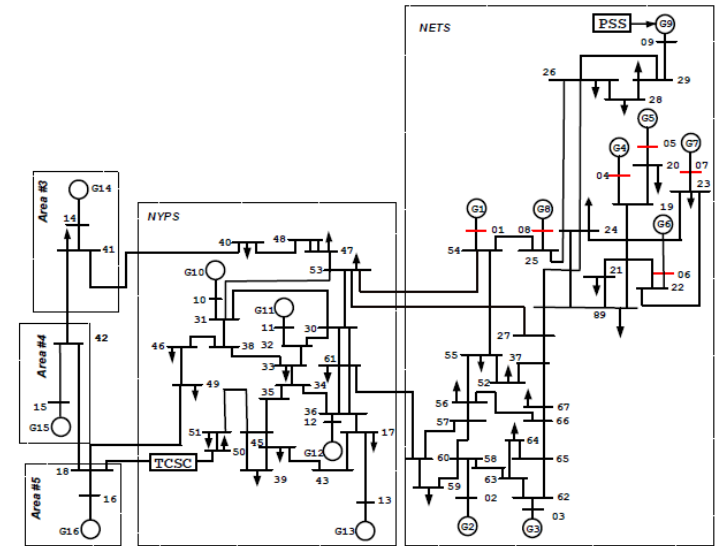 NETS
PSS
G9
09
26
29
28
G5
G4
05
G7
20
07
04
23
Area #3
G14
NYPS
G1
G8
19
14
40
48
01
08
24
G6
41
47
54
25
53
21
06
G10
22
10
G11
89
31
11
30
27
42
46
38
32
55
37
Area #4
33
61
52
49
35
34
56
67
15
36
57
66
G15
51
12
17
64
45
50
G12
60
58
65
18
TCSC
39
43
59
63
Area #5
16
13
02
62
G16
G13
G2
G3
03